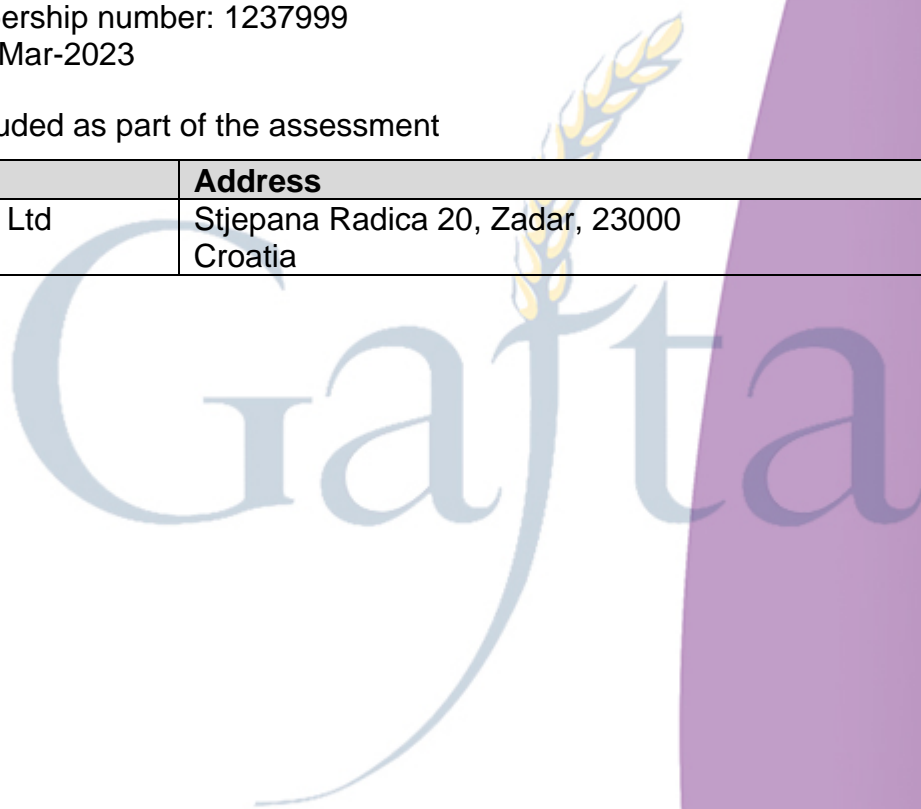 ership number: 1237999
Mar-2023
uded as part of the assessment
Address
Ltd
Stjepana Radica 20, Zadar, 23000
Croatia
Gafta